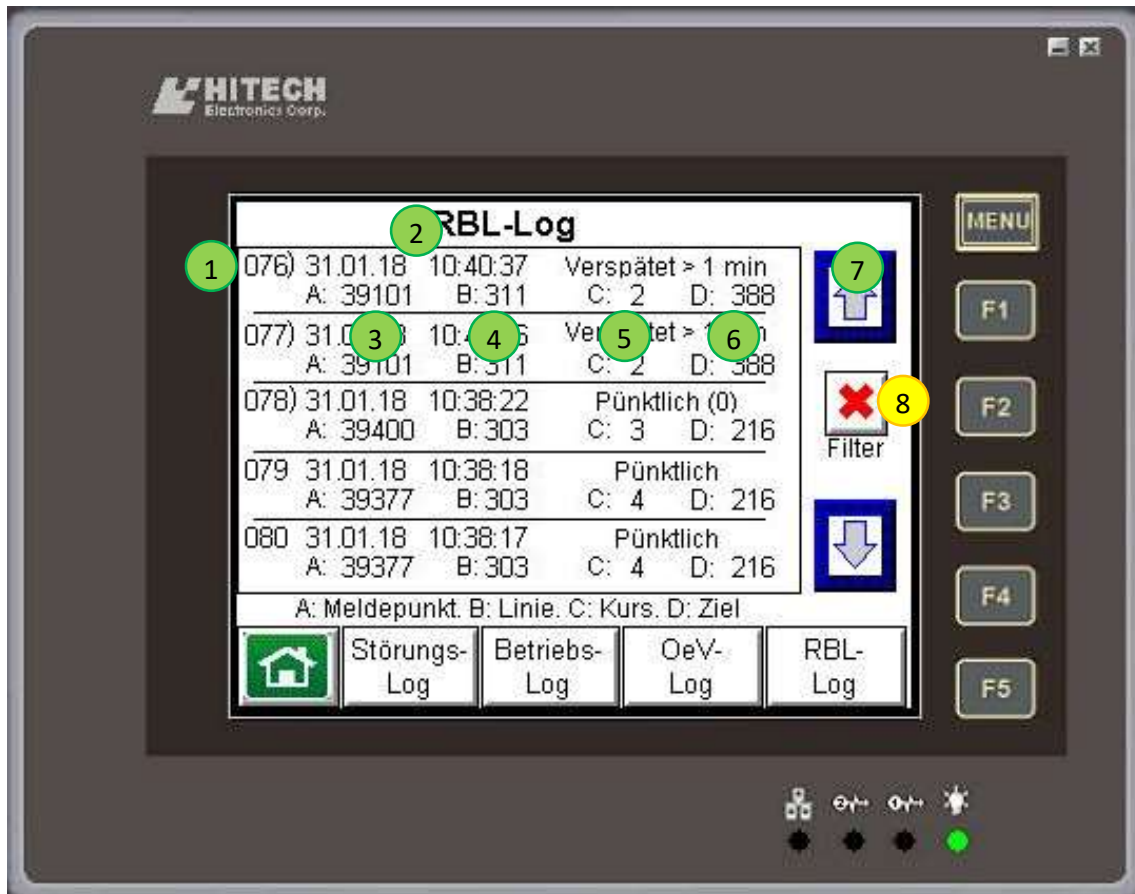 HITECH
Electronics Corp.
RBL-Log
MENU
1
2
7
076) 31.01.18 10:40:37 Verspätet > 1 min
A: 39101 B: 311 C: 2 D: 388
F1
077) 31.0 10:4
3
4
5
6
A: 39101 B: 311 C: 2 D: 388
078) 31.01.18 10:38:22 Pünktlich (0)
8
F2
A: 39400 B: 303 C: 3 D: 216
Filter
079 31.01.18 10:38:18 Pünktlich
A: 39377 B: 303 C: 4 D: 216
F3
080 31.01.18 10:38:17 Pünktlich
A: 39377 B: 303 C: 4 D: 216
A: Meldepunkt. B: Linie. C: Kurs. D: Ziel
F4
Störungs-
Log
Betriebs-
Log
OeV-
Log
RBL-
Log
F5